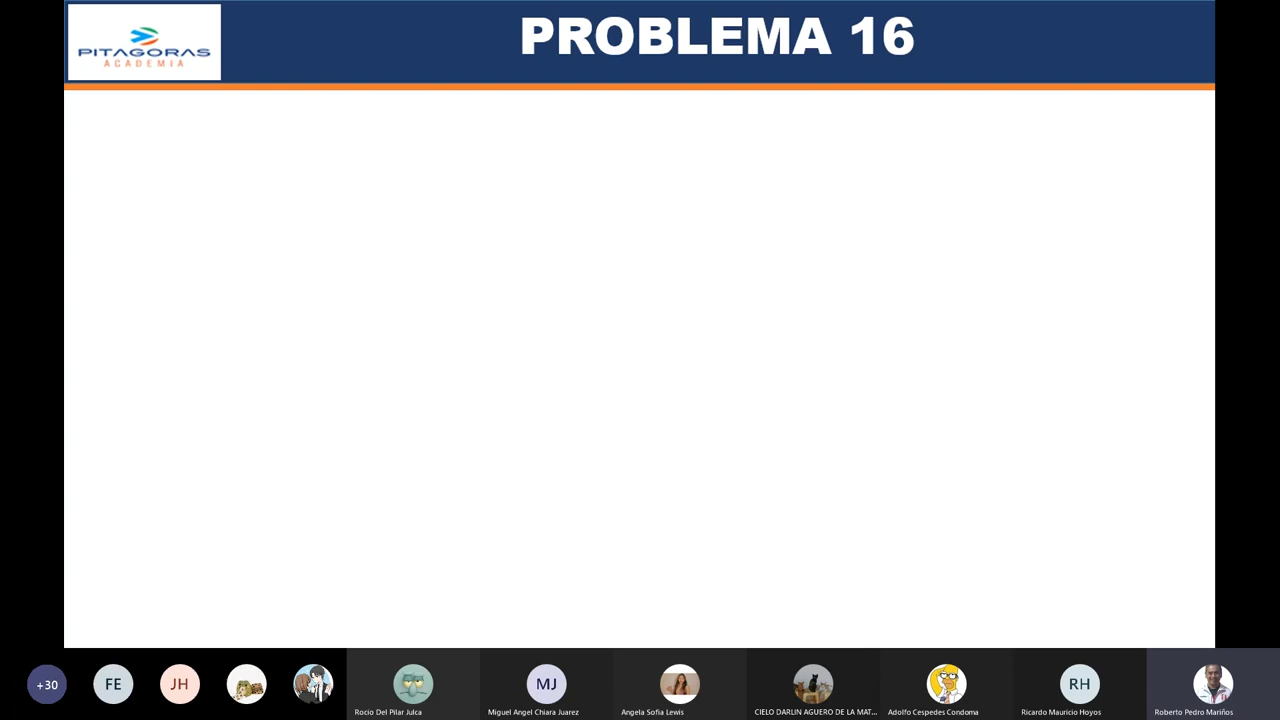 PITAGORAS
ACADEMIA
PROBLEMA 16
+30
FE
JH
MJ
RH
Rocio Del Pilar Julca
Miguel Angel Chiara Juarez
Angela Sofia Lewis
CIELO DARLIN AGUERO DE LA MAT...
Adolfo Cespedes Condoma
Ricardo Mauricio Hoyos
Roberto Pedro Mariños